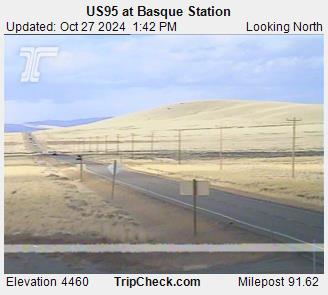 US95 at Basque Station
Updated: Oct 27 2024 1:42 PM Looking North
Elevation 4460 TripCheck.com Milepost 91.62